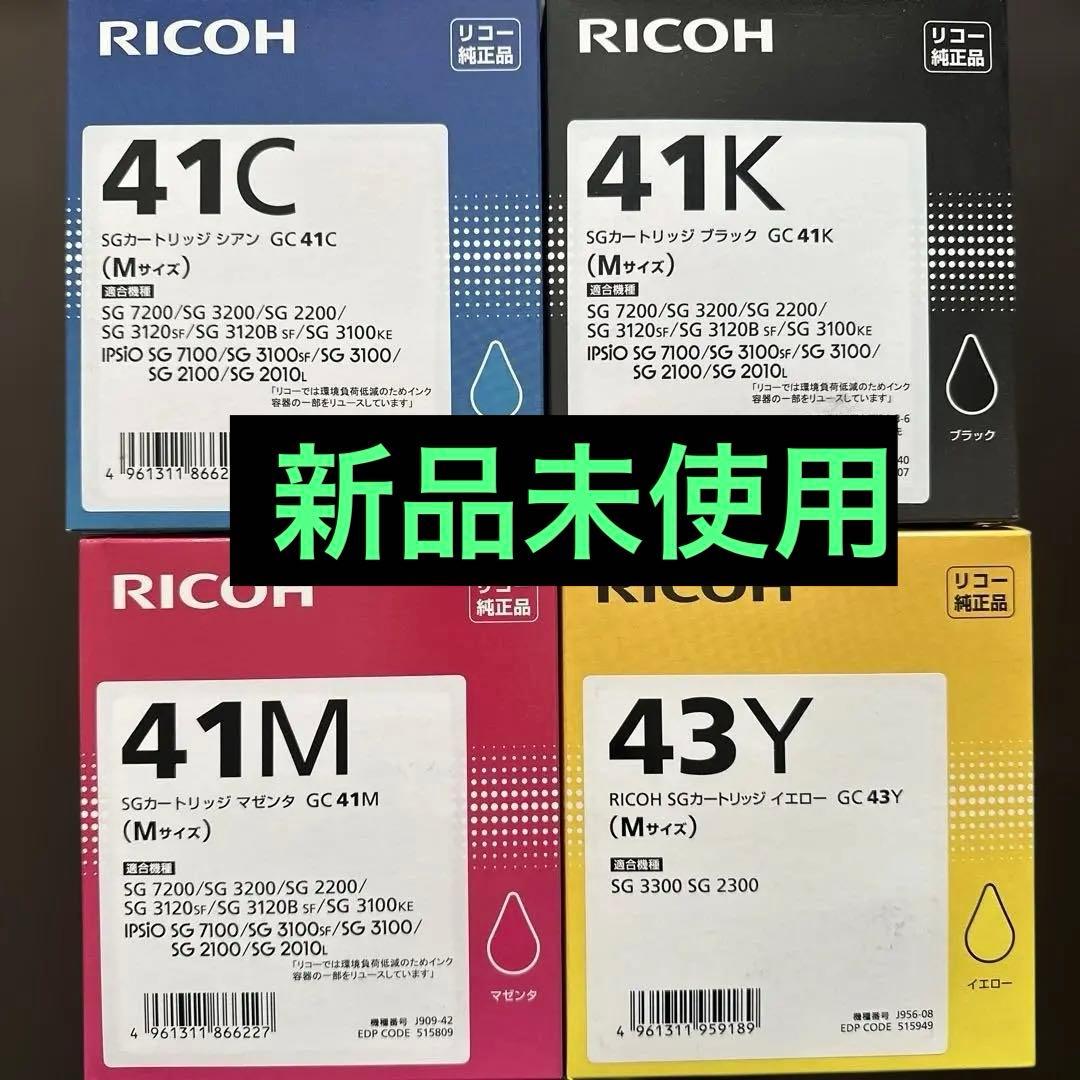 RICOH
リコー
純正品
41C
SGカートリッジ シアン GC 41C
(Mサイズ)
適合機種
SG 7200/SG 3200/SG 2200/
SG 3120SF/SG 3120B SF/SG 3100KE
IPSiO SG 7100/SG 3100SF/SG 3100/
SG 2100/SG 2010L
「リコーでは環境負荷低減のためインク
容器の一部をリユースしています」
4 961311 8662
RICOH
リコー
純正品
41K
SGカートリッジ ブラック GC 41K
(Mサイズ)
適合機種
SG 7200/SG 3200/SG 2200/
SG 3120SF/SG 3120B SF/SG 3100KE
IPSiO SG 7100/SG 3100SF/SG 3100/
SG 2100/SG 2010L
「リコーでは環境負荷低減のためインク
容器の一部をリユースしています」
ブラック
40
07
新品未使用
RICOH
リコー
純正品
41M
SGカートリッジ マゼンタ GC 41M
(Mサイズ)
適合機種
SG 7200/SG 3200/SG 2200/
SG 3120SF/SG 3120B SF/SG 3100KE
IPSiO SG 7100/SG 3100SF/SG 3100/
SG 2100/SG 2010L
「リコーでは環境負荷低減のためインク
容器の一部をリユースしています」
マゼンタ
4 961311 866227
機種番号 J909-42
EDP CODE 515809
RICOH
リコー
純正品
43Y
RICOH SGカートリッジ イエロー GC 43Y
(Mサイズ)
適合機種
SG 3300 SG 2300
イエロー
4 961311 959189
機種番号 J956-08
EDP CODE 515949